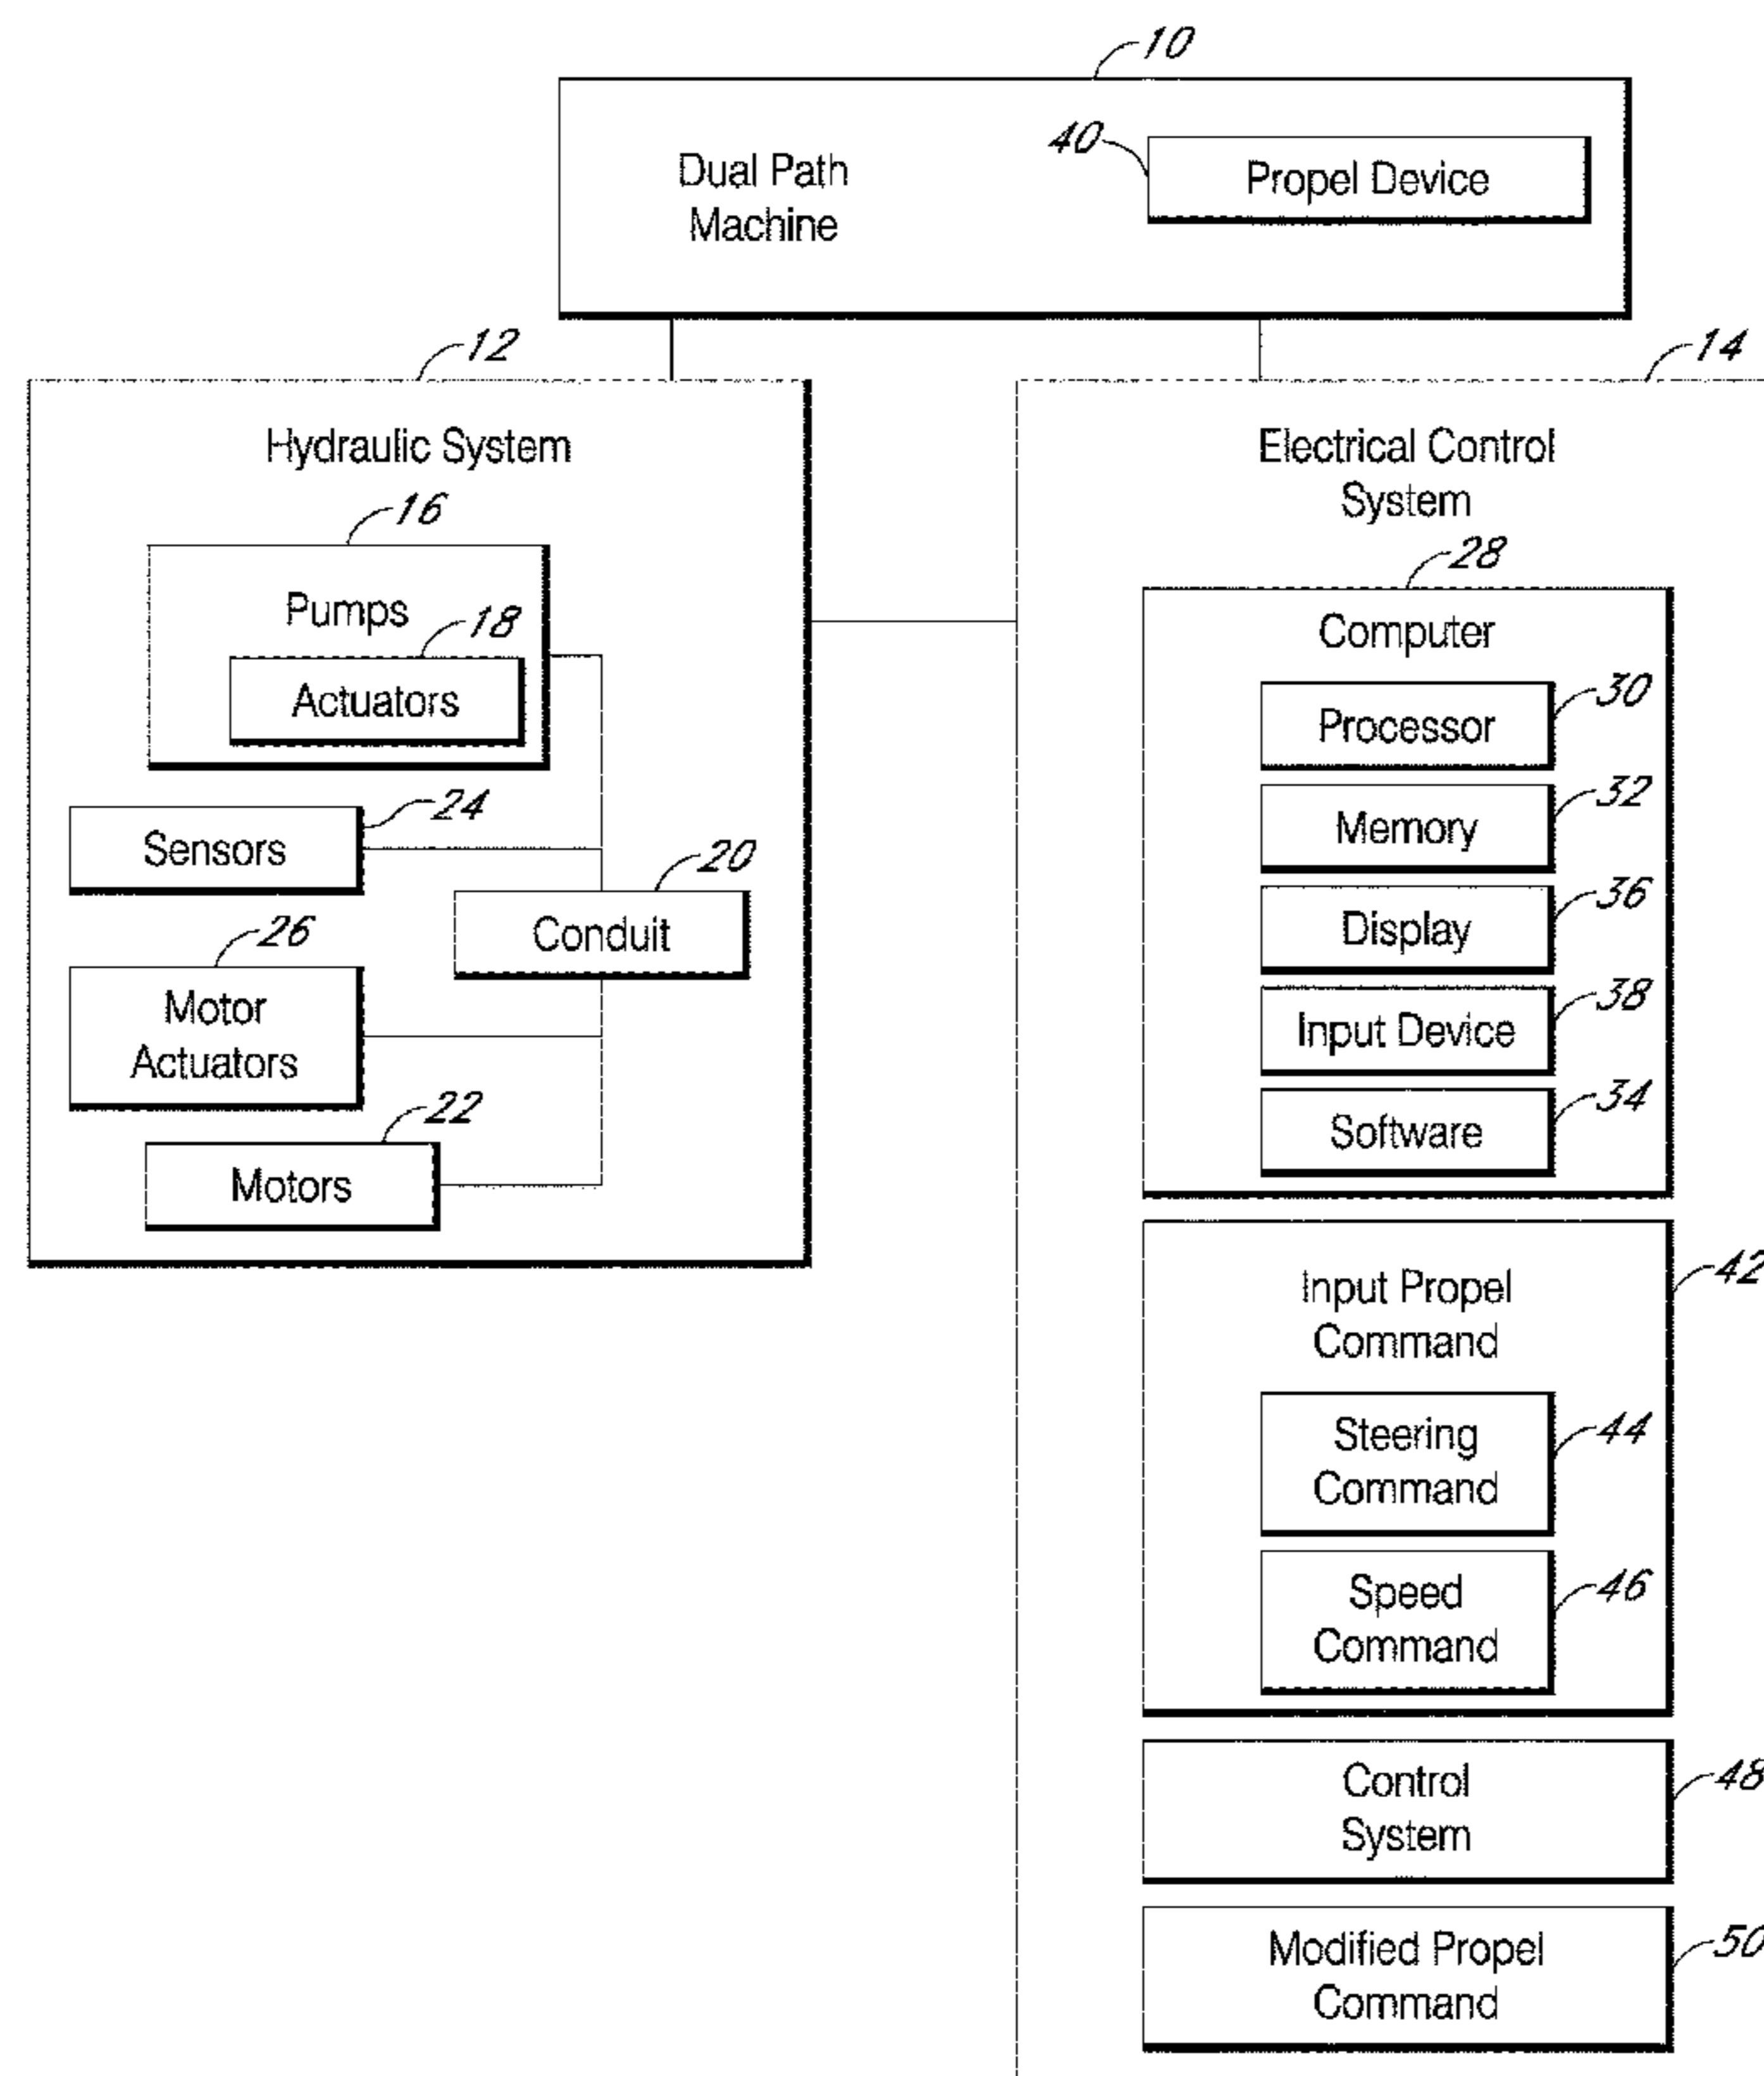 10
40
Propel Device
Dual Path
Machine
12
14
Hydraulic System
16
Pumps
18
Actuators
24
Sensors
20
Conduit
26
Motor
Actuators
22
Motors
Electrical Control
System
28
Computer
30
Processor
32
Memory
36
Display
38
Input Device
34
Software
42
Input Propel
Command
44
Steering
Command
46
Speed
Command
48
Control
System
50
Modified Propel
Command